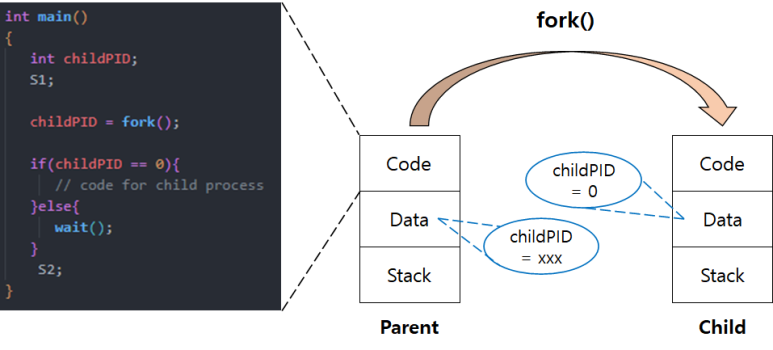 int main()
{
int childPID;
S1;
childPID = fork();
if(childPID == 0){
// code for child process
}else{
wait();
}
S2;
}
fork()
Code
Data
Stack
Parent
childPID
= 0
childPID
= xxx
Code
Data
Stack
Child